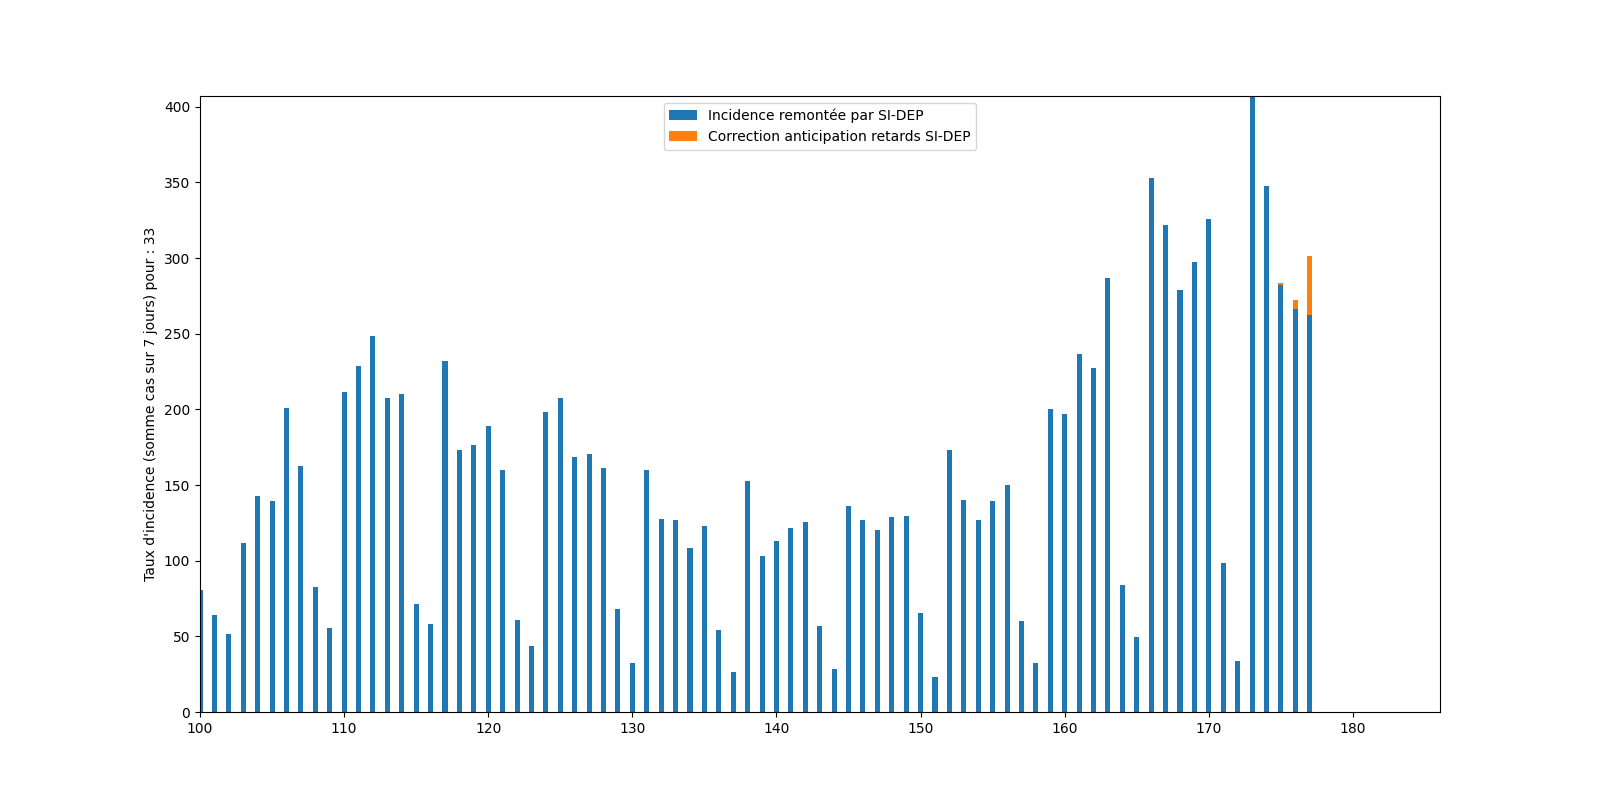 Incidence remontée par SI-DEP
Correction anticipation retards SI-DEP
Taux d'incidence (somme cas sur 7 jours) pour : 33
400
350
300
250
200
150
100
50
0
100 110 120 130 140 150 160 170 180